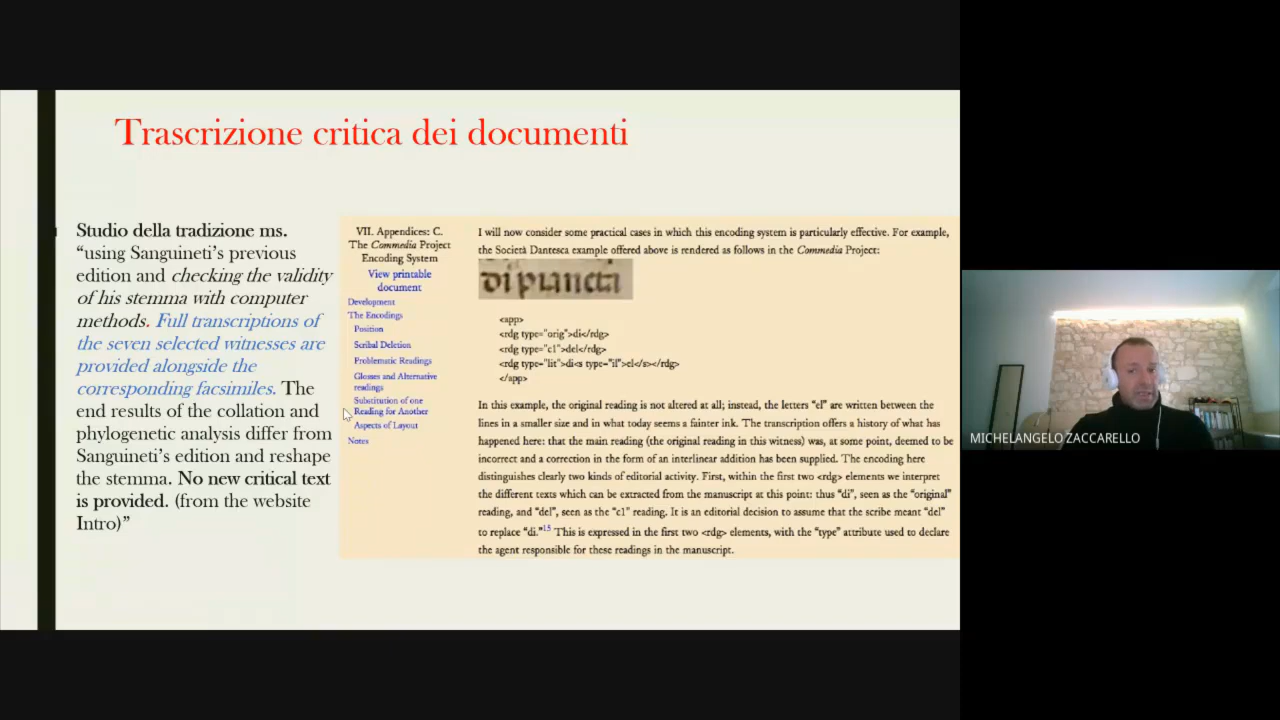 Trascrizione critica dei documenti
Studio della tradizione ms.
“using Sanguineti’s previous
edition and checking the validity
of his stemma with computer
methods. Full transcriptions of
the seven selected witnesses are
provided alongside the
corresponding facsimiles. The
end results of the collation and
phylogenetic analysis differ from
Sanguineti’s edition and reshape
the stemma. No new critical text
is provided. (from the website
Intro)”
VII. Appendices: C.
The Commedia Project
Encoding System
View printable
document
Development
The Encodings
Position
Scribal Deletion
Problematic Readings
Glosses and Alternative
readings
Substitution of one
Reading for Another
Aspects of Layout
Notes
I will now consider some practical cases in which this encoding system is particularly effective. For example,
the Società Dantesca example offered above is rendered as follows in the Commedia Project:
di pianeta
<app>
<rdg type="orig">di</rdg>
<rdg type="c1">del</rdg>
<rdg type="lit">di<s type="il">el</s></rdg>
</app>
In this example, the original reading is not altered at all; instead, the letters “el” are written between the
lines in a smaller size and in what today seems a fainter ink. The transcription offers a history of what has
happened here: that the main reading (the original reading in this witness) was, at some point, deemed to be
incorrect and a correction in the form of an interlinear addition has been supplied. The encoding here
distinguishes clearly two kinds of editorial activity. First, within the first two <rdg> elements we interpret
the different texts which can be extracted from the manuscript at this point: thus “di”, seen as the “original”
reading, and “del”, seen as the “c1” reading. It is an editorial decision to assume that the scribe meant “del”
to replace “di.”15 This is expressed in the first two <rdg> elements, with the “type” attribute used to declare
the agent responsible for these readings in the manuscript.
MICHELANGELO ZACCARELLO